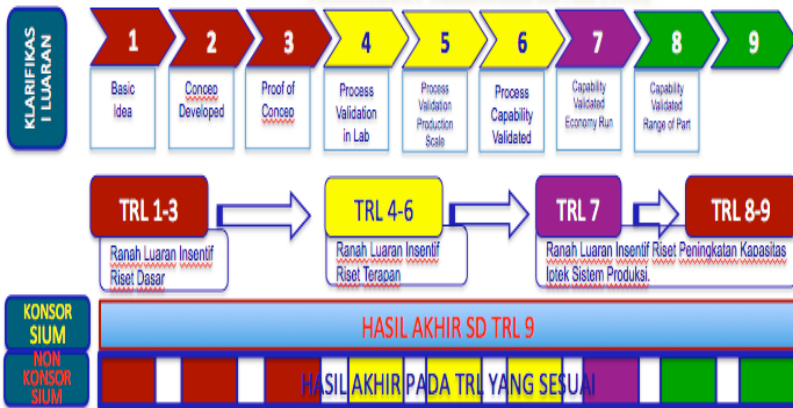 KLARIFIKAS
I LUARAN
1 2 3 4 5 6 7 8 9
Basic
Idea
Concep
Developed
Proof of
Concep
Process
Validation
in Lab
Process
Validation
Production
Scale
Process
Capability
Validated
Capability
Validated
Economy Run
Capability
Validated
Range of Part
TRL 1-3
TRL 4-6
TRL 7
TRL 8-9
Ranah Luaran Insentif
Riset Dasar
Ranah Luaran Insentif
Riset Terapan
Ranah Luaran Insentif Riset Peningkatan Kapasitas
Iptek Sistem Produksi.
KONSOR
SIUM
HASIL AKHIR SD TRL 9
NON
KONSOR
SIUM
HASIL AKHIR PADA TRL YANG SESUAI